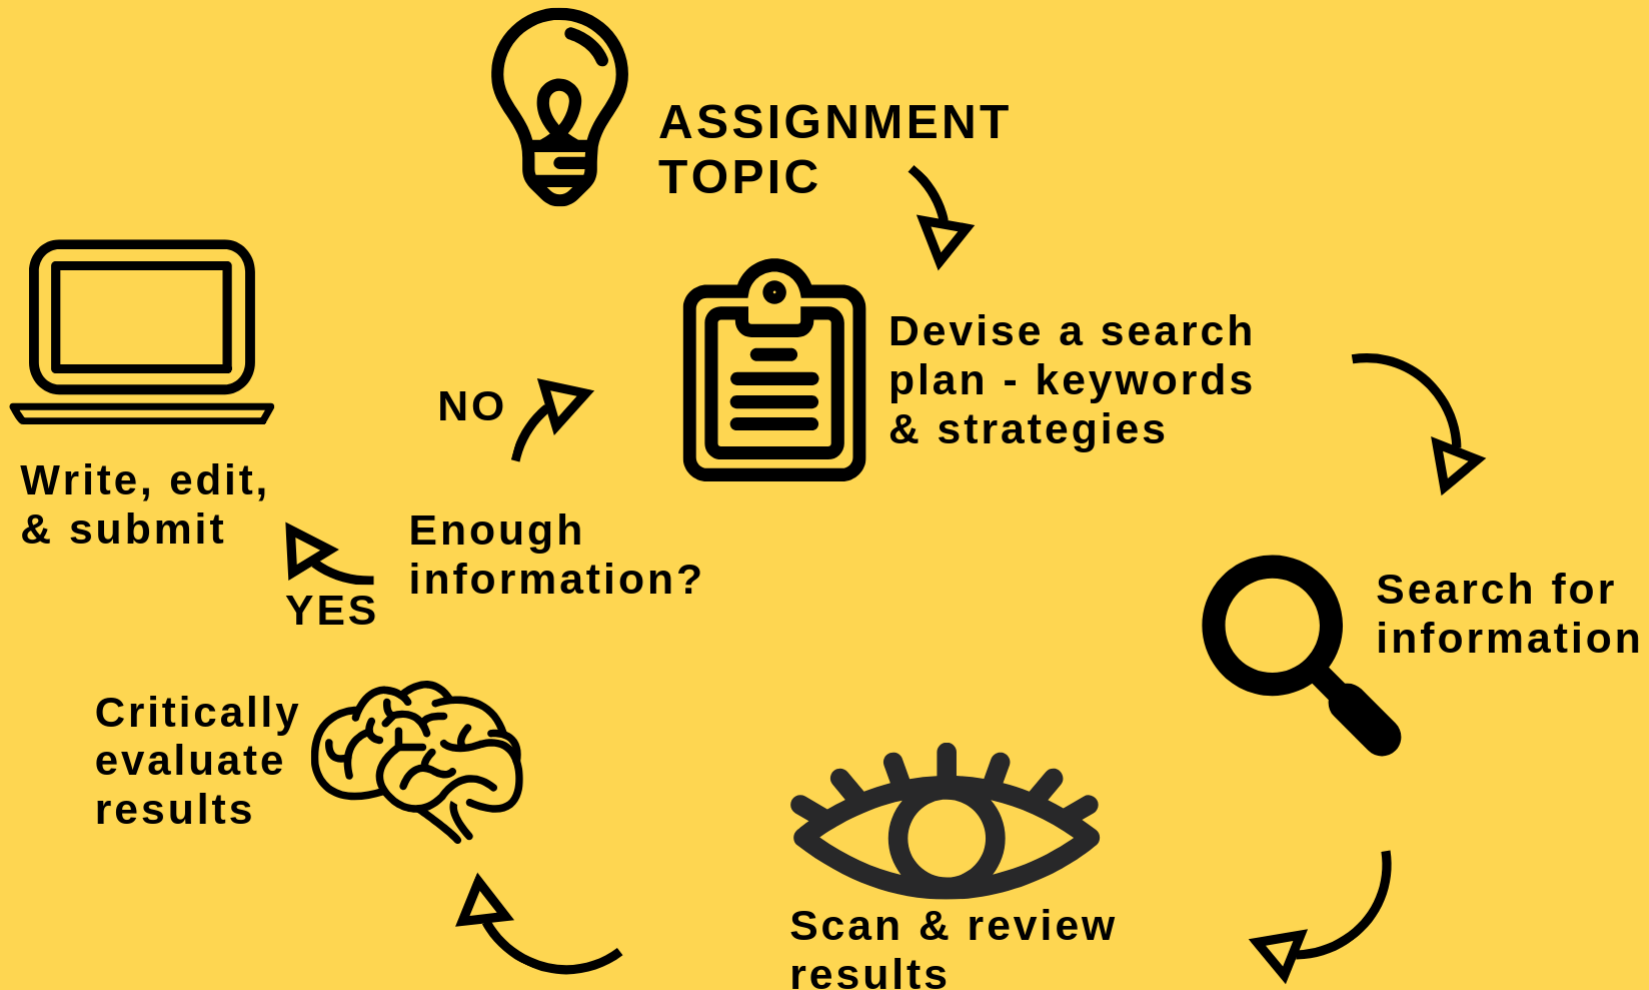 ASSIGNMENT
TOPIC
Devise a search
plan - keywords
& strategies
Search for
information
Scan & review
results
Critically
evaluate
results
Enough
information?
NO
YES
Write, edit,
& submit